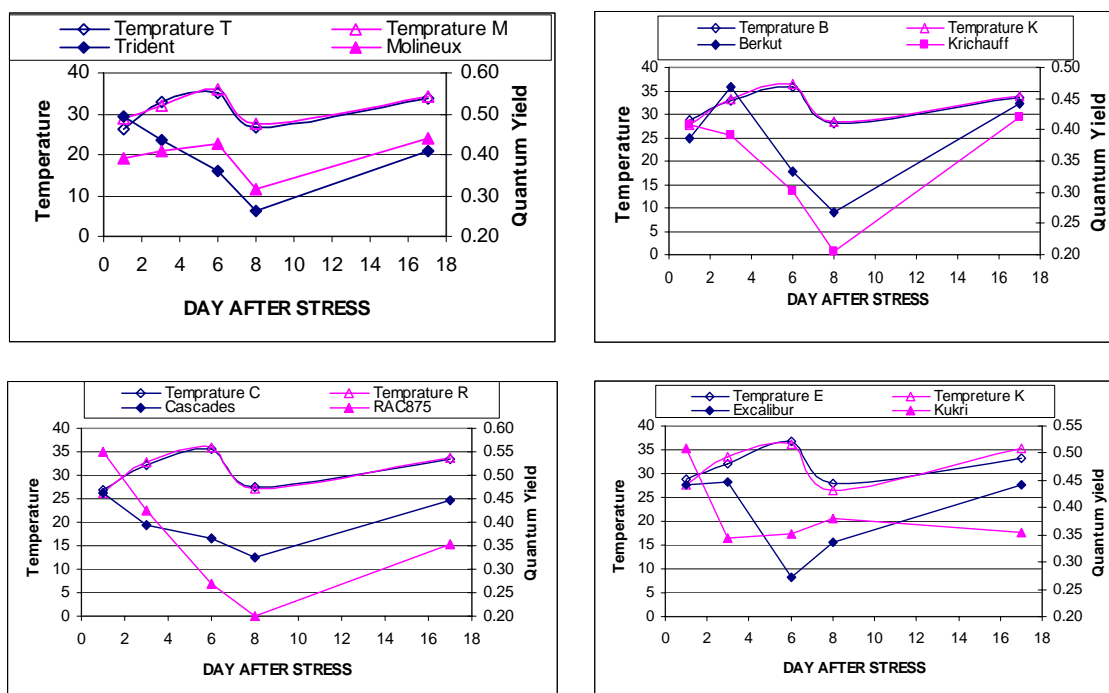 Temprature T Temprature M
Trident Molineux
40 0.60
30 0.50
20 0.40
10 0.30
0 0.20
0 2 4 6 8 10 12 14 16 18
Temperature
Quantum Yield
DAY AFTER STRESS
Temprature B Temprature K
Berkut Krichauff
40 0.50
35 0.45
30
25 0.40
20 0.35
15 0.30
10
5 0.25
0 0.20
0 2 4 6 8 10 12 14 16 18
Temperature
Quantum Yield
DAY AFTER STRESS
Temprature C Temprature R
Cascades RAC875
40 0.60
35 0.55
30 0.50
25 0.45
20 0.40
15 0.35
10 0.30
5 0.25
0 0.20
0 2 4 6 8 10 12 14 16 18
Temperature
Quantum Yield
DAY AFTER STRESS
Tempreture E Tempreture K
Excalibur Kukri
40 0.55
35 0.50
30 0.45
25 0.40
20 0.35
15 0.30
10 0.25
5 0.20
0
0 2 4 6 8 10 12 14 16 18
Temperature
Quantum yield
DAY AFTER STRESS